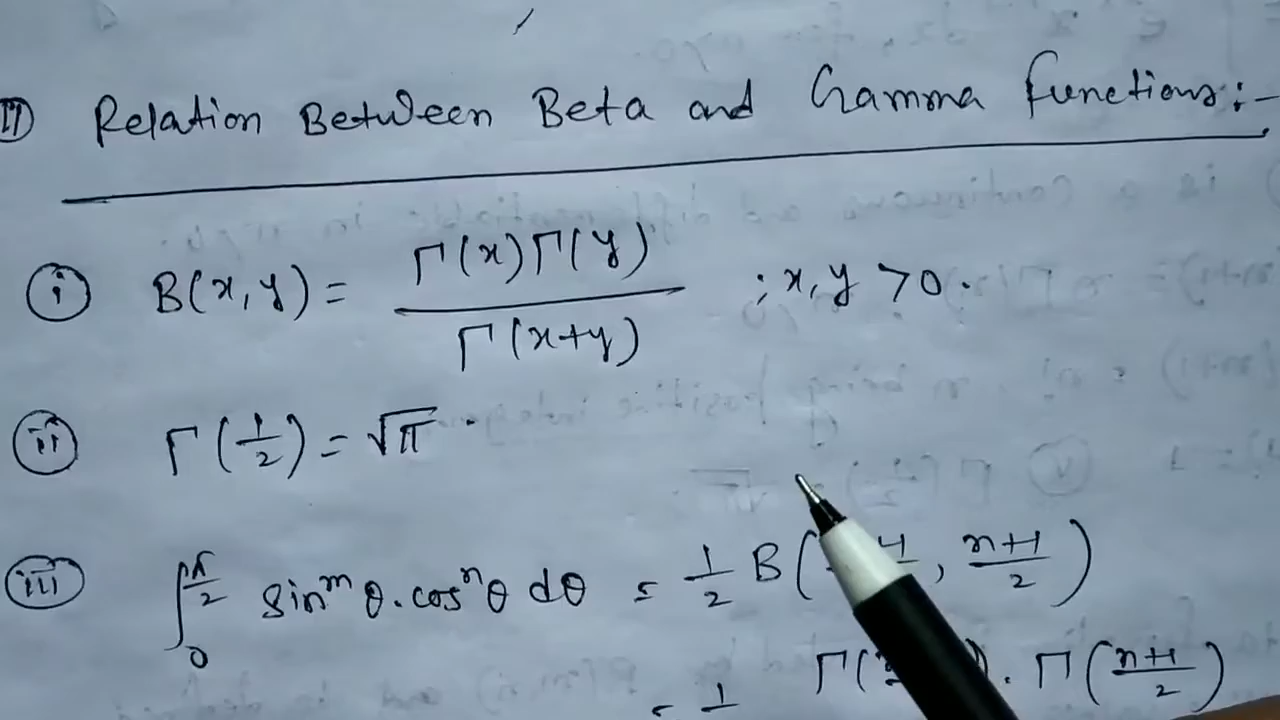 II Relation Between Beta and Gamma functions:-
(i) B(x,y) = Γ(x)Γ(y) / Γ(x+y) ; x,y >0.
(ii) Γ(1/2) = √π .
(iii) ∫₀^{π/2} Sin^m θ.cos^n θ dθ = 1/2 B( , n+1/2)
= 1 Γ( ). Γ(n+1/2)